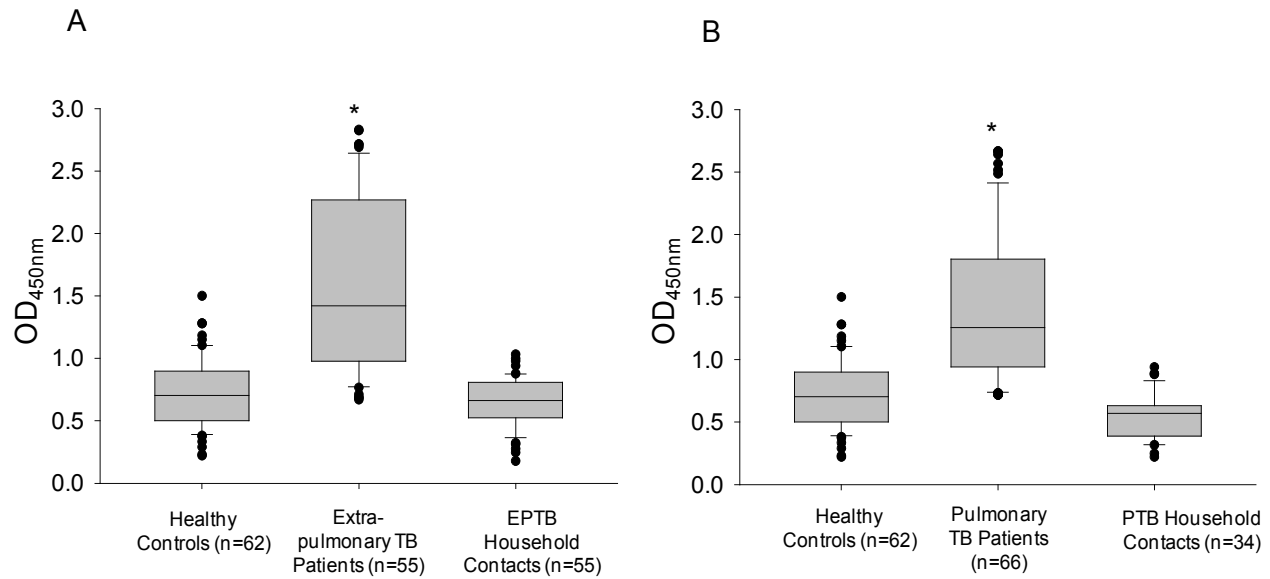 A
3.0
2.5
2.0
1.5
1.0
0.5
0.0
OD450nm
*
Healthy
Controls (n=62)
Extra-
pulmonary TB
Patients (n=55)
EPTB
Household
Contacts (n=55)
B
3.0
2.5
2.0
1.5
1.0
0.5
0.0
OD450nm
*
Healthy
Controls (n=62)
Pulmonary
TB Patients
(n=66)
PTB Household
Contacts (n=34)